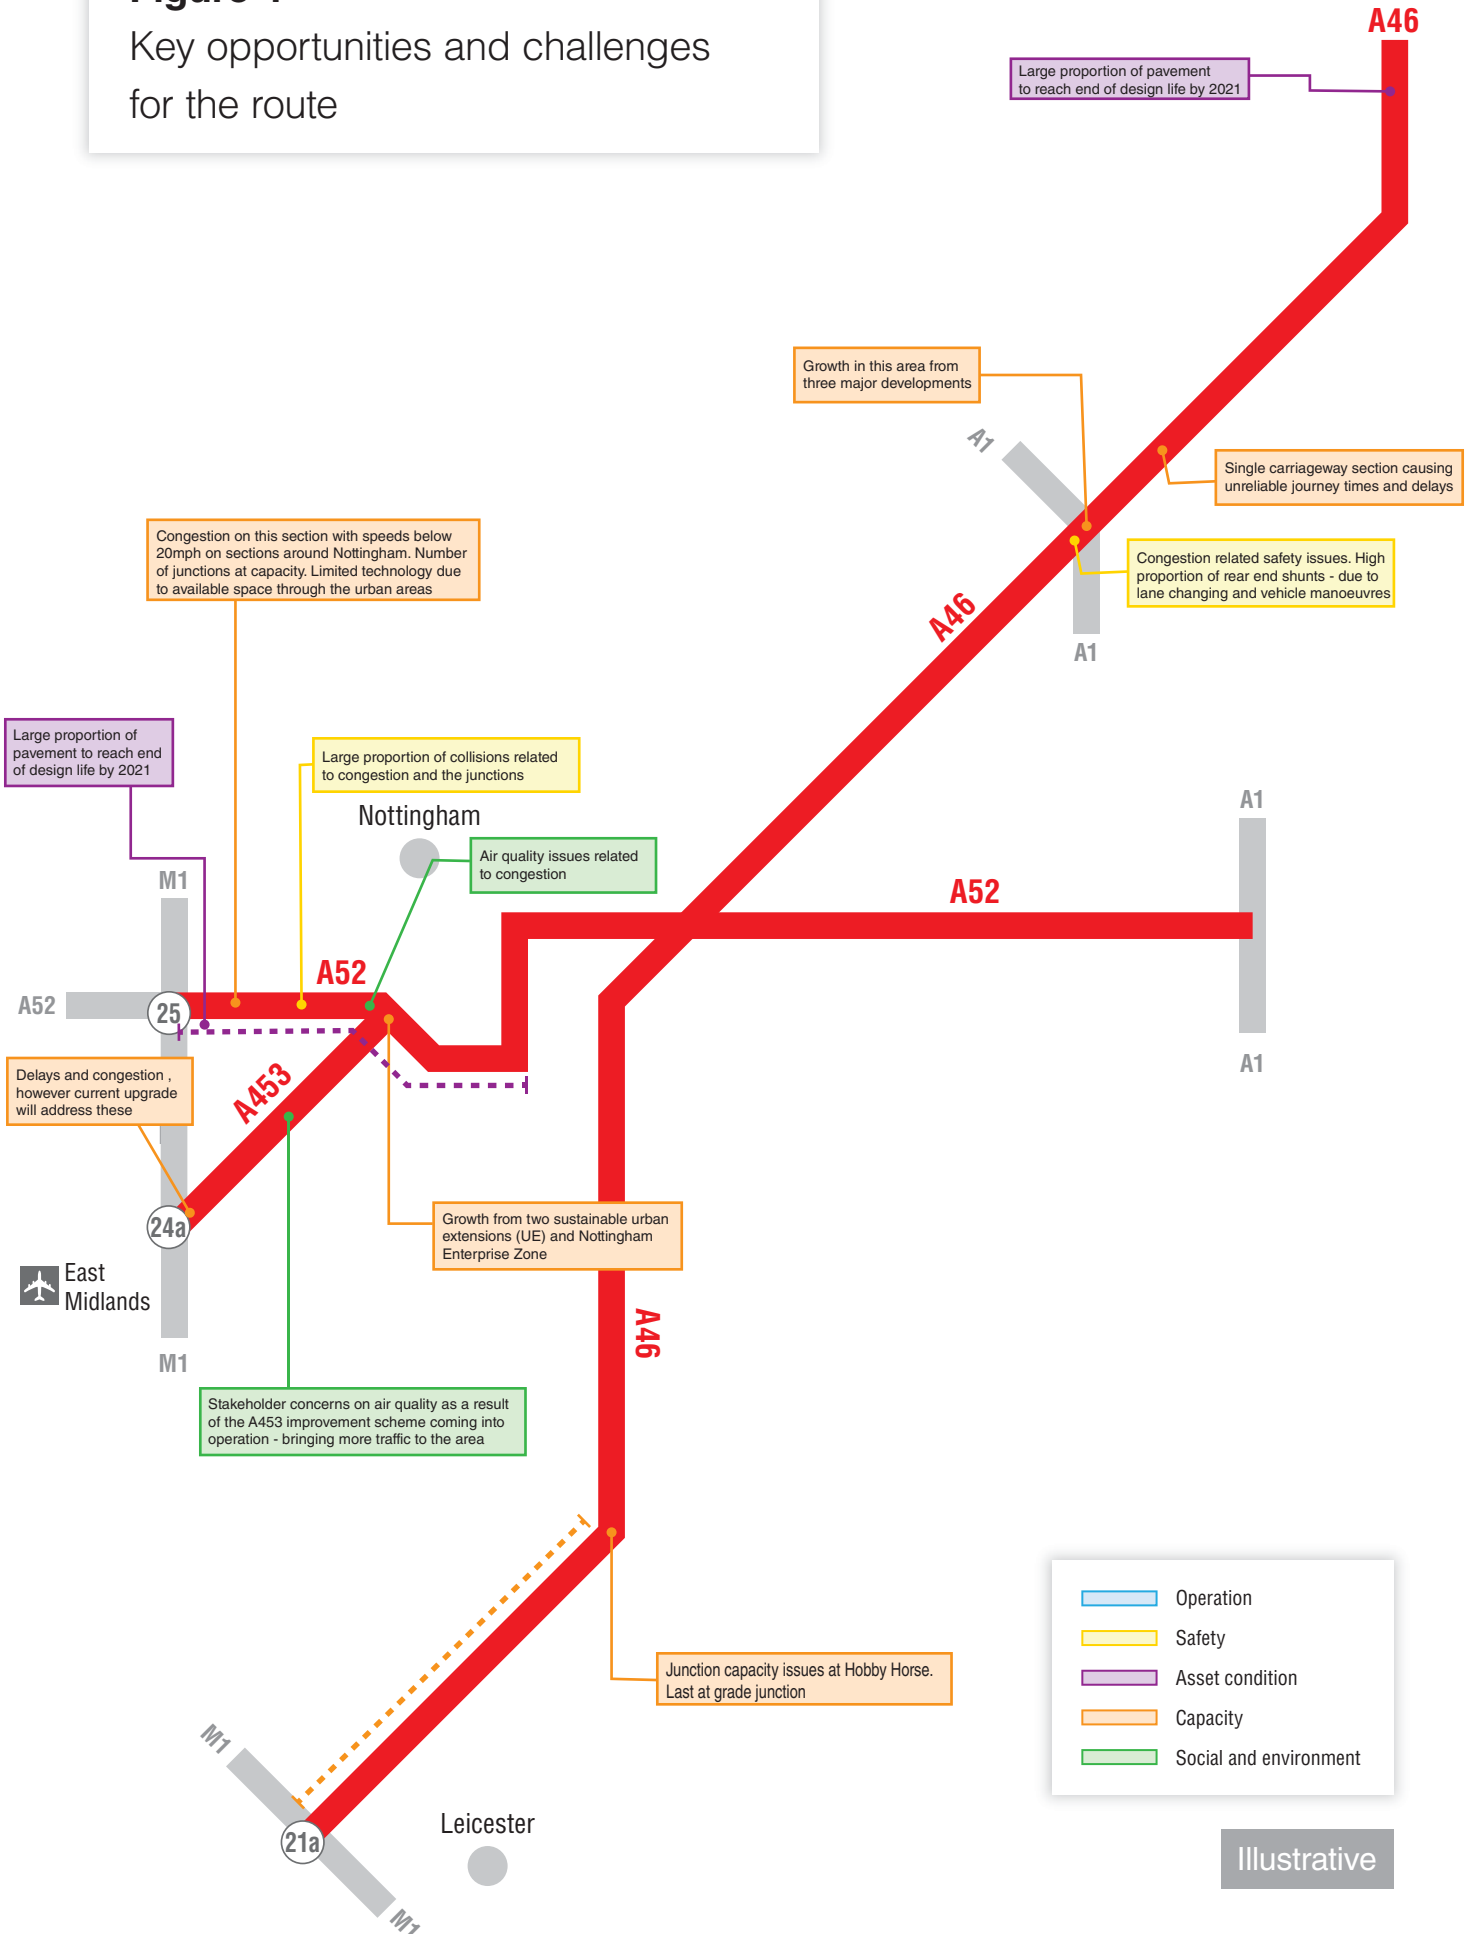 Key opportunities and challenges
for the route
A46
Large proportion of pavement
to reach end of design life by 2021
Growth in this area from
three major developments
A1
Single carriageway section causing
unreliable journey times and delays
Congestion on this section with speeds below
20mph on sections around Nottingham. Number
of junctions at capacity. Limited technology due
to available space through the urban areas
Congestion related safety issues. High
proportion of rear end shunts - due to
lane changing and vehicle manoeuvres
A46
A1
Large proportion of
pavement to reach end
of design life by 2021
Large proportion of collisions related
to congestion and the junctions
Nottingham
A1
Air quality issues related
to congestion
M1
A52
A52
A52
25
A1
Delays and congestion ,
however current upgrade
will address these
A453
24a
Growth from two sustainable urban
extensions (UE) and Nottingham
Enterprise Zone
East
Midlands
A46
M1
Stakeholder concerns on air quality as a result
of the A453 improvement scheme coming into
operation - bringing more traffic to the area
Junction capacity issues at Hobby Horse.
Last at grade junction
M1
21a
Leicester
M1
Operation
Safety
Asset condition
Capacity
Social and environment
Illustrative